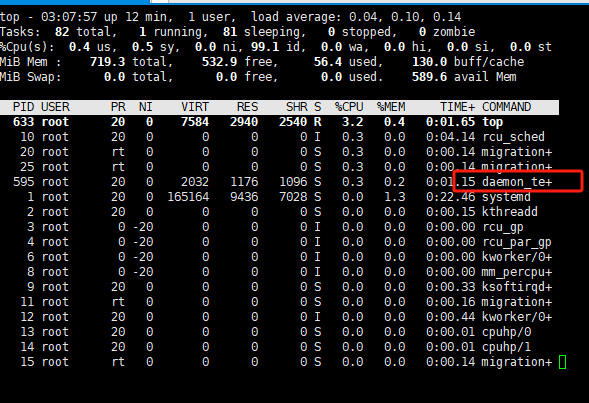 top - 03:07:57 up 12 min,  1 user,  load average: 0.04, 0.10, 0.14
Tasks:  82 total,   1 running,  81 sleeping,   0 stopped,   0 zombie
%Cpu(s):  0.4 us,  0.5 sy,  0.0 ni, 99.1 id,  0.0 wa,  0.0 hi,  0.0 si,  0.0 st
MiB Mem :    719.3 total,    532.9 free,     56.4 used,    130.0 buff/cache
MiB Swap:      0.0 total,      0.0 free,      0.0 used.    589.6 avail Mem
PID USER      PR  NI    VIRT    RES    SHR S  %CPU  %MEM     TIME+ COMMAND
633 root      20   0    7584   2940   2540 R   3.2   0.4   0:01.65 top
10 root      20   0       0      0      0 I   0.3   0.0   0:04.14 rcu_sched
20 root      rt   0       0      0      0 S   0.3   0.0   0:00.14 migration+
25 root      rt   0       0      0      0 S   0.3   0.0   0:00.14 migration+
595 root      20   0    2032   1176   1096 S   0.3   0.2   0:01.15 daemon_te+
1 root      20   0  165164   9436   7028 S   0.0   1.3   0:22.46 systemd
2 root      20   0       0      0      0 S   0.0   0.0   0:00.15 kthreadd
3 root       0 -20       0      0      0 I   0.0   0.0   0:00.00 rcu_gp
4 root       0 -20       0      0      0 I   0.0   0.0   0:00.00 rcu_par_gp
6 root       0 -20       0      0      0 I   0.0   0.0   0:00.00 kworker/0+
8 root       0 -20       0      0      0 I   0.0   0.0   0:00.00 mm_percpu+
9 root      20   0       0      0      0 S   0.0   0.0   0:00.33 ksoftirqd+
11 root      rt   0       0      0      0 S   0.0   0.0   0:00.16 migration+
12 root      20   0       0      0      0 I   0.0   0.0   0:00.44 kworker/0+
13 root      20   0       0      0      0 S   0.0   0.0   0:00.01 cpuhp/0
14 root      20   0       0      0      0 S   0.0   0.0   0:00.01 cpuhp/1
15 root      rt   0       0      0      0 S   0.0   0.0   0:00.14 migration+